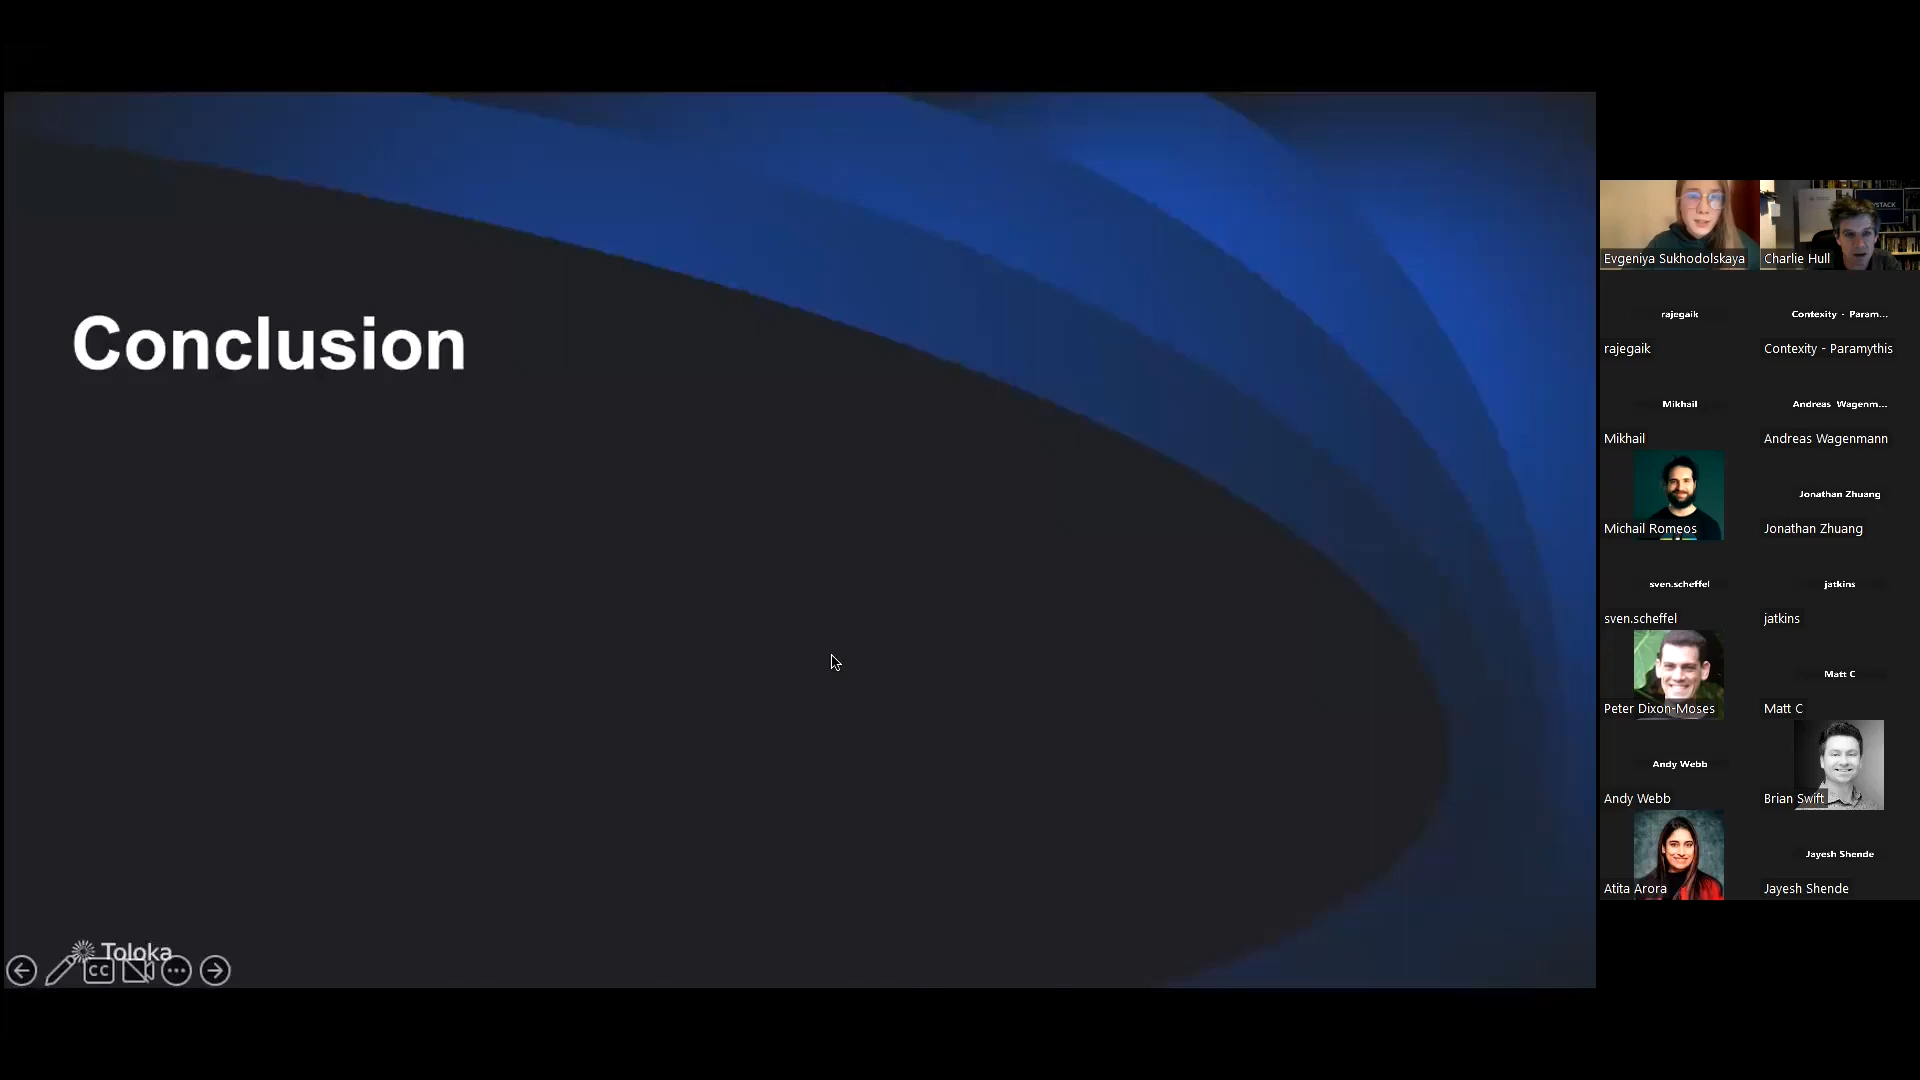 Conclusion
Toloka
CC
STACK
Evgeniya Sukhodolskaya
Charlie Hull
rajegaik
Contexity - Param...
rajegaik
Contexity - Paramythis
Mikhail
Andreas Wagenm...
Mikhail
Andreas Wagenmann
Michail Romeos
Jonathan Zhuang
Jonathan Zhuang
sven.scheffel
jatkins
sven.scheffel
jatkins
Peter Dixon-Moses
Matt C
Matt C
Andy Webb
Andy Webb
Brian Swift
Atita Arora
Jayesh Shende
Jayesh Shende